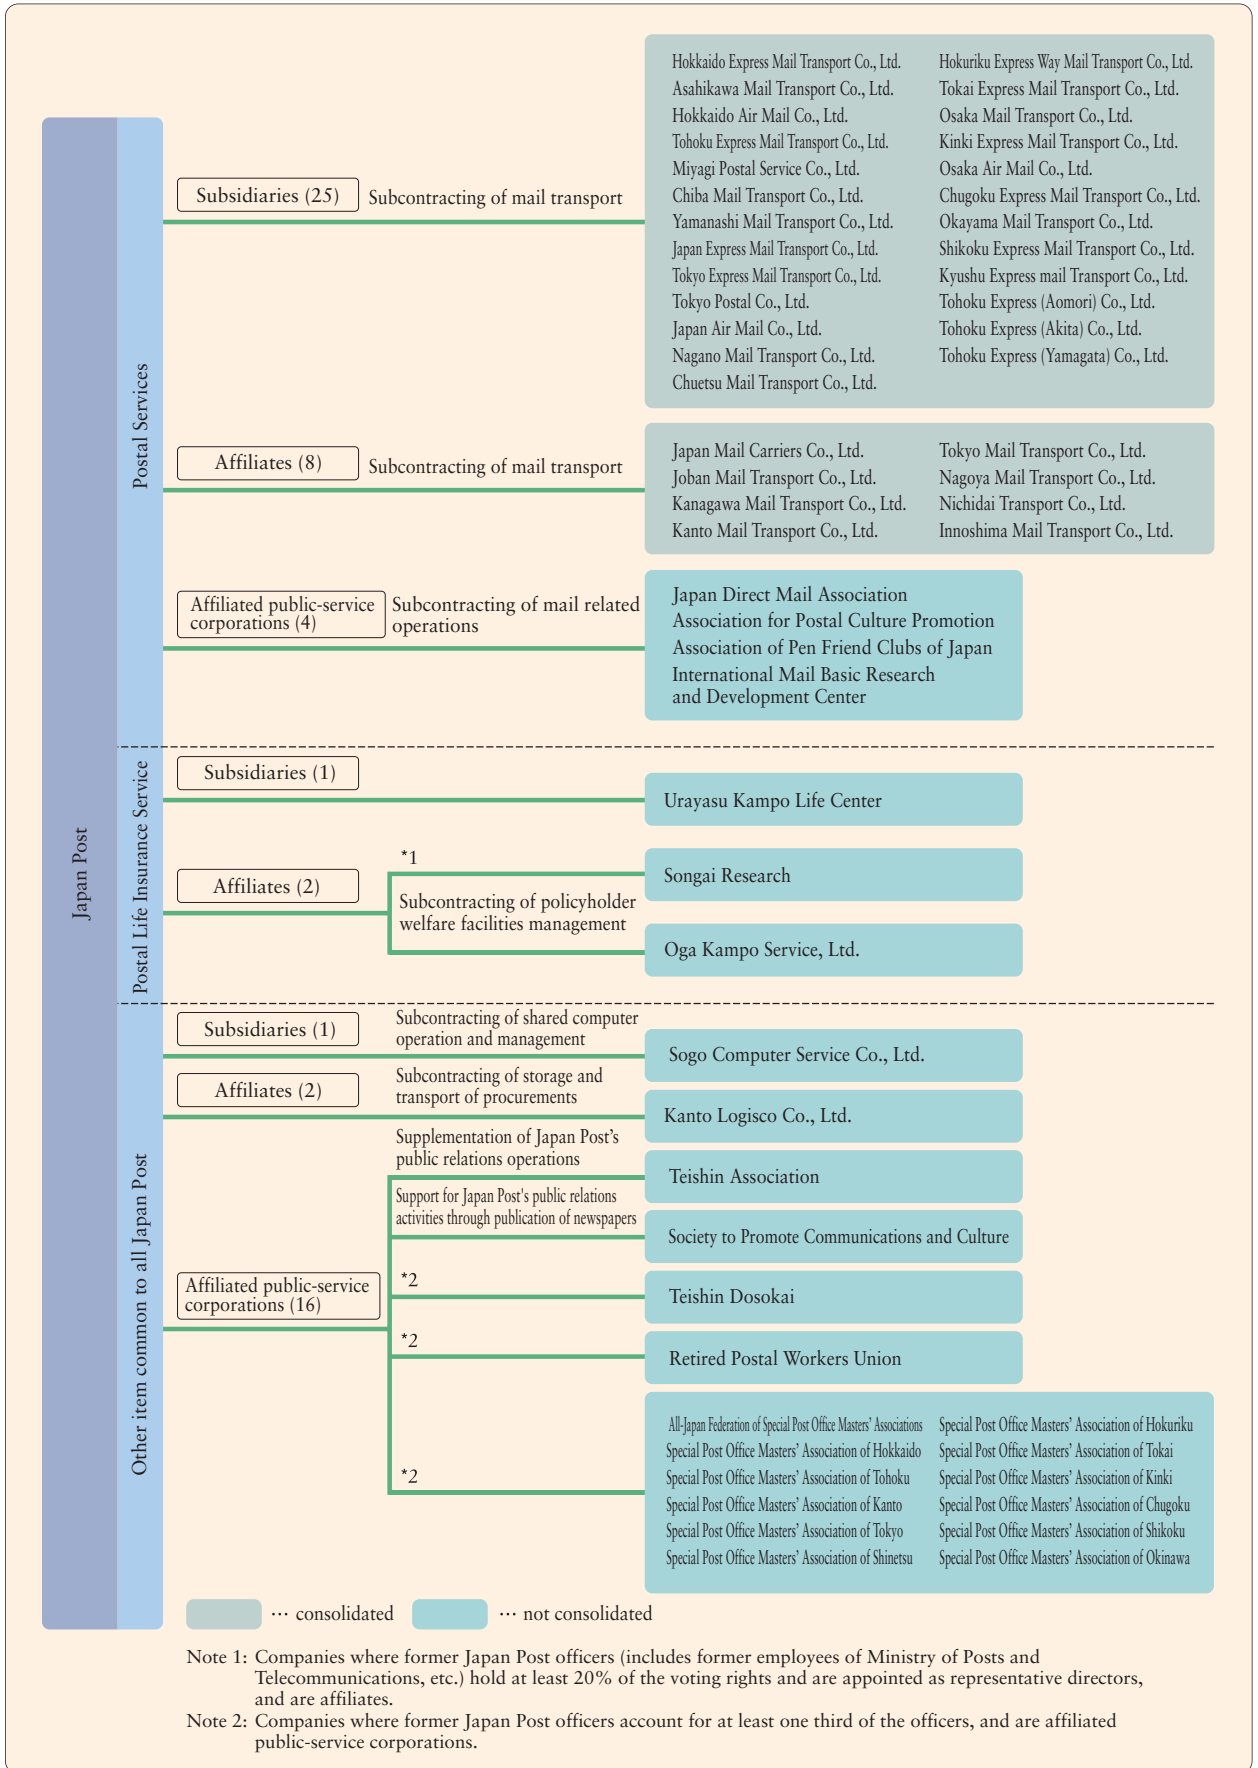 Japan Post
Postal Services
Subsidiaries (25)
Subcontracting of mail transport
Hokkaido Express Mail Transport Co., Ltd.
Asahikawa Mail Transport Co., Ltd.
Hokkaido Air Mail Co., Ltd.
Tohoku Express Mail Transport Co., Ltd.
Miyagi Postal Service Co., Ltd.
Chiba Mail Transport Co., Ltd.
Yamanashi Mail Transport Co., Ltd.
Japan Express Mail Transport Co., Ltd.
Tokyo Express Mail Transport Co., Ltd.
Tokyo Postal Co., Ltd.
Japan Air Mail Co., Ltd.
Nagano Mail Transport Co., Ltd.
Chuetsu Mail Transport Co., Ltd.
Hokuriku Express Way Mail Transport Co., Ltd.
Tokai Express Mail Transport Co., Ltd.
Osaka Mail Transport Co., Ltd.
Kinki Express Mail Transport Co., Ltd.
Osaka Air Mail Co., Ltd.
Chugoku Express Mail Transport Co., Ltd.
Okayama Mail Transport Co., Ltd.
Shikoku Express Mail Transport Co., Ltd.
Kyushu Express mail Transport Co., Ltd.
Tohoku Express (Aomori) Co., Ltd.
Tohoku Express (Akita) Co., Ltd.
Tohoku Express (Yamagata) Co., Ltd.
Affiliates (8)
Subcontracting of mail transport
Japan Mail Carriers Co., Ltd.
Joban Mail Transport Co., Ltd.
Kanagawa Mail Transport Co., Ltd.
Kanto Mail Transport Co., Ltd.
Tokyo Mail Transport Co., Ltd.
Nagoya Mail Transport Co., Ltd.
Nichidai Transport Co., Ltd.
Innoshima Mail Transport Co., Ltd.
Affiliated public-service
corporations (4)
Subcontracting of mail related
operations
Japan Direct Mail Association
Association for Postal Culture Promotion
Association of Pen Friend Clubs of Japan
International Mail Basic Research
and Development Center
Postal Life Insurance Service
Subsidiaries (1)
Urayasu Kampo Life Center
Affiliates (2)
*1
Songai Research
Subcontracting of policyholder
welfare facilities management
Oga Kampo Service, Ltd.
Other item common to all Japan Post
Subsidiaries (1)
Subcontracting of shared computer
operation and management
Sogo Computer Service Co., Ltd.
Affiliates (2)
Subcontracting of storage and
transport of procurements
Kanto Logisco Co., Ltd.
Affiliated public-service
corporations (16)
Supplementation of Japan Post's
public relations operations
Teishin Association
Support for Japan Post's public relations
activities through publication of newspapers
Society to Promote Communications and Culture
*2
Teishin Dosokai
*2
Retired Postal Workers Union
*2
All-Japan Federation of Special Post Office Masters' Associations
Special Post Office Masters' Association of Hokkaido
Special Post Office Masters' Association of Tohoku
Special Post Office Masters' Association of Kanto
Special Post Office Masters' Association of Tokyo
Special Post Office Masters' Association of Shinetsu
Special Post Office Masters' Association of Hokuriku
Special Post Office Masters' Association of Tokai
Special Post Office Masters' Association of Kinki
Special Post Office Masters' Association of Chugoku
Special Post Office Masters' Association of Shikoku
Special Post Office Masters' Association of Okinawa
… consolidated
… not consolidated
Note 1: Companies where former Japan Post officers (includes former employees of Ministry of Posts and
Telecommunications, etc.) hold at least 20% of the voting rights and are appointed as representative directors,
and are affiliates.
Note 2: Companies where former Japan Post officers account for at least one third of the officers, and are affiliated
public-service corporations.